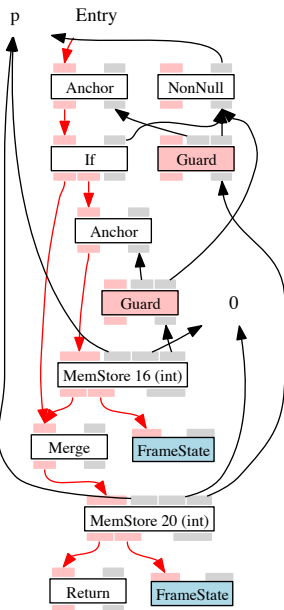 p Entry
Anchor NonNull
If Guard
Anchor
Guard 0
MemStore 16 (int)
Merge FrameState
MemStore 20 (int)
Return FrameState